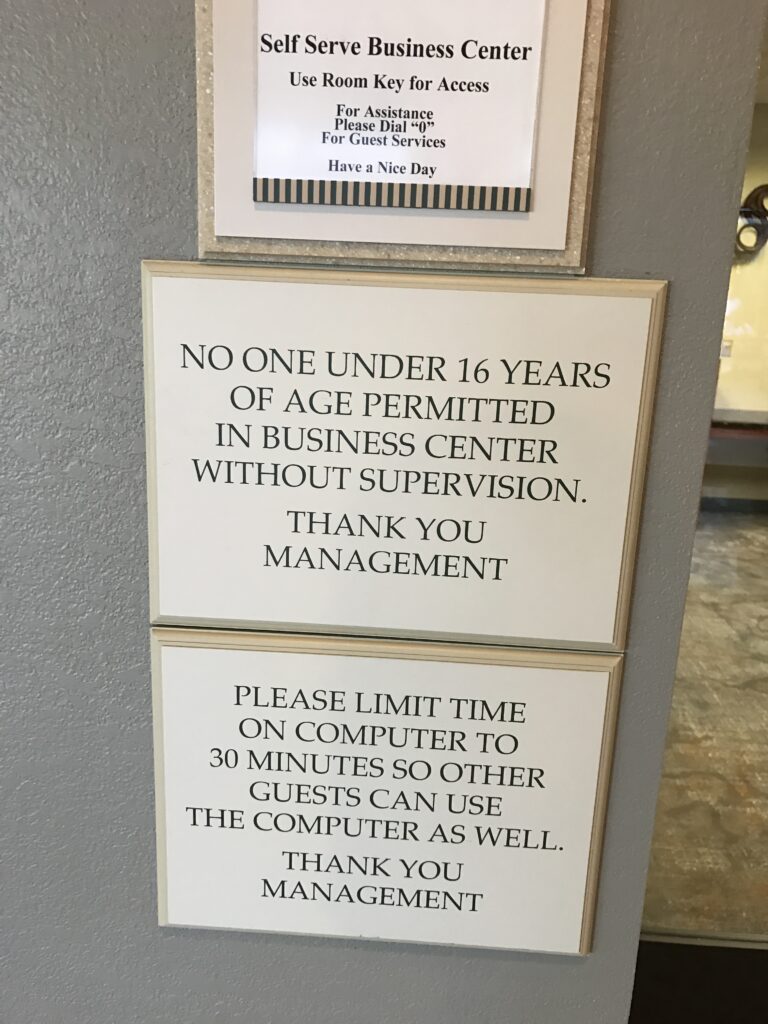 Self Serve Business Center
Use Room Key for Access
For Assistance
Please Dial “0”
For Guest Services
Have a Nice Day
NO ONE UNDER 16 YEARS
OF AGE PERMITTED
IN BUSINESS CENTER
WITHOUT SUPERVISION.
THANK YOU
MANAGEMENT
PLEASE LIMIT TIME
ON COMPUTER TO
30 MINUTES SO OTHER
GUESTS CAN USE
THE COMPUTER AS WELL.
THANK YOU
MANAGEMENT